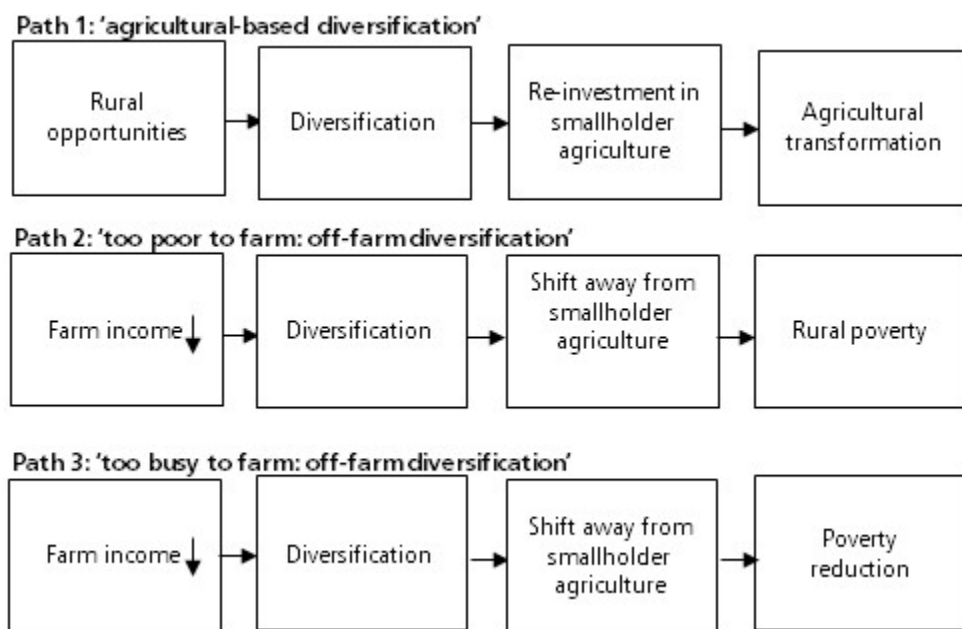 Path 1: 'agricultural-based diversification'
Rural
opportunities
Diversification
Re-investment in
smallholder
agriculture
Agricultural
transformation
Path 2: 'too poor to farm: off-farm diversification'
Farm income ↓
Diversification
Shift away from
smallholder
agriculture
Rural poverty
Path 3: 'too busy to farm: off-farm diversification'
Farm income ↓
Diversification
Shift away from
smallholder
agriculture
Poverty
reduction